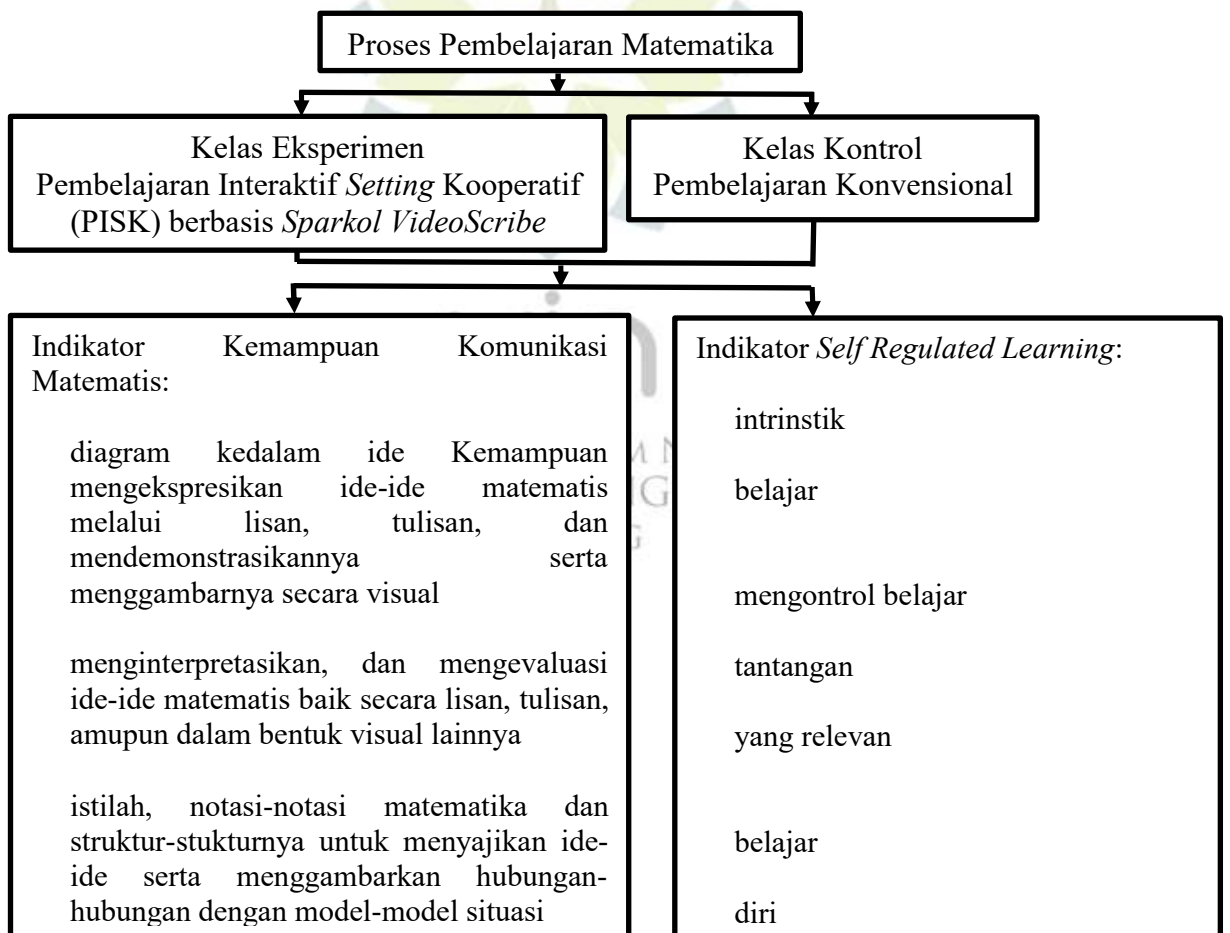 Proses Pembelajaran Matematika
Kelas Eksperimen
Pembelajaran Interaktif Setting Kooperatif
(PISK) berbasis Sparkol VideoScribe
Kelas Kontrol
Pembelajaran Konvensional
Indikator Kemampuan Komunikasi
Matematis:
diagram kedalam ide Kemampuan
mengekspresikan ide-ide matematis
melalui lisan, tulisan, dan
mendemonstrasikannya serta
menggambarnya secara visual
menginterpretasikan, dan mengevaluasi
ide-ide matematis baik secara lisan, tulisan,
amupun dalam bentuk visual lainnya
istilah, notasi-notasi matematika dan
struktur-stukturnya untuk menyajikan ide-
ide serta menggambarkan hubungan-
hubungan dengan model-model situasi
Indikator Self Regulated Learning:
intrinstik
belajar
mengontrol belajar
tantangan
yang relevan
belajar
diri